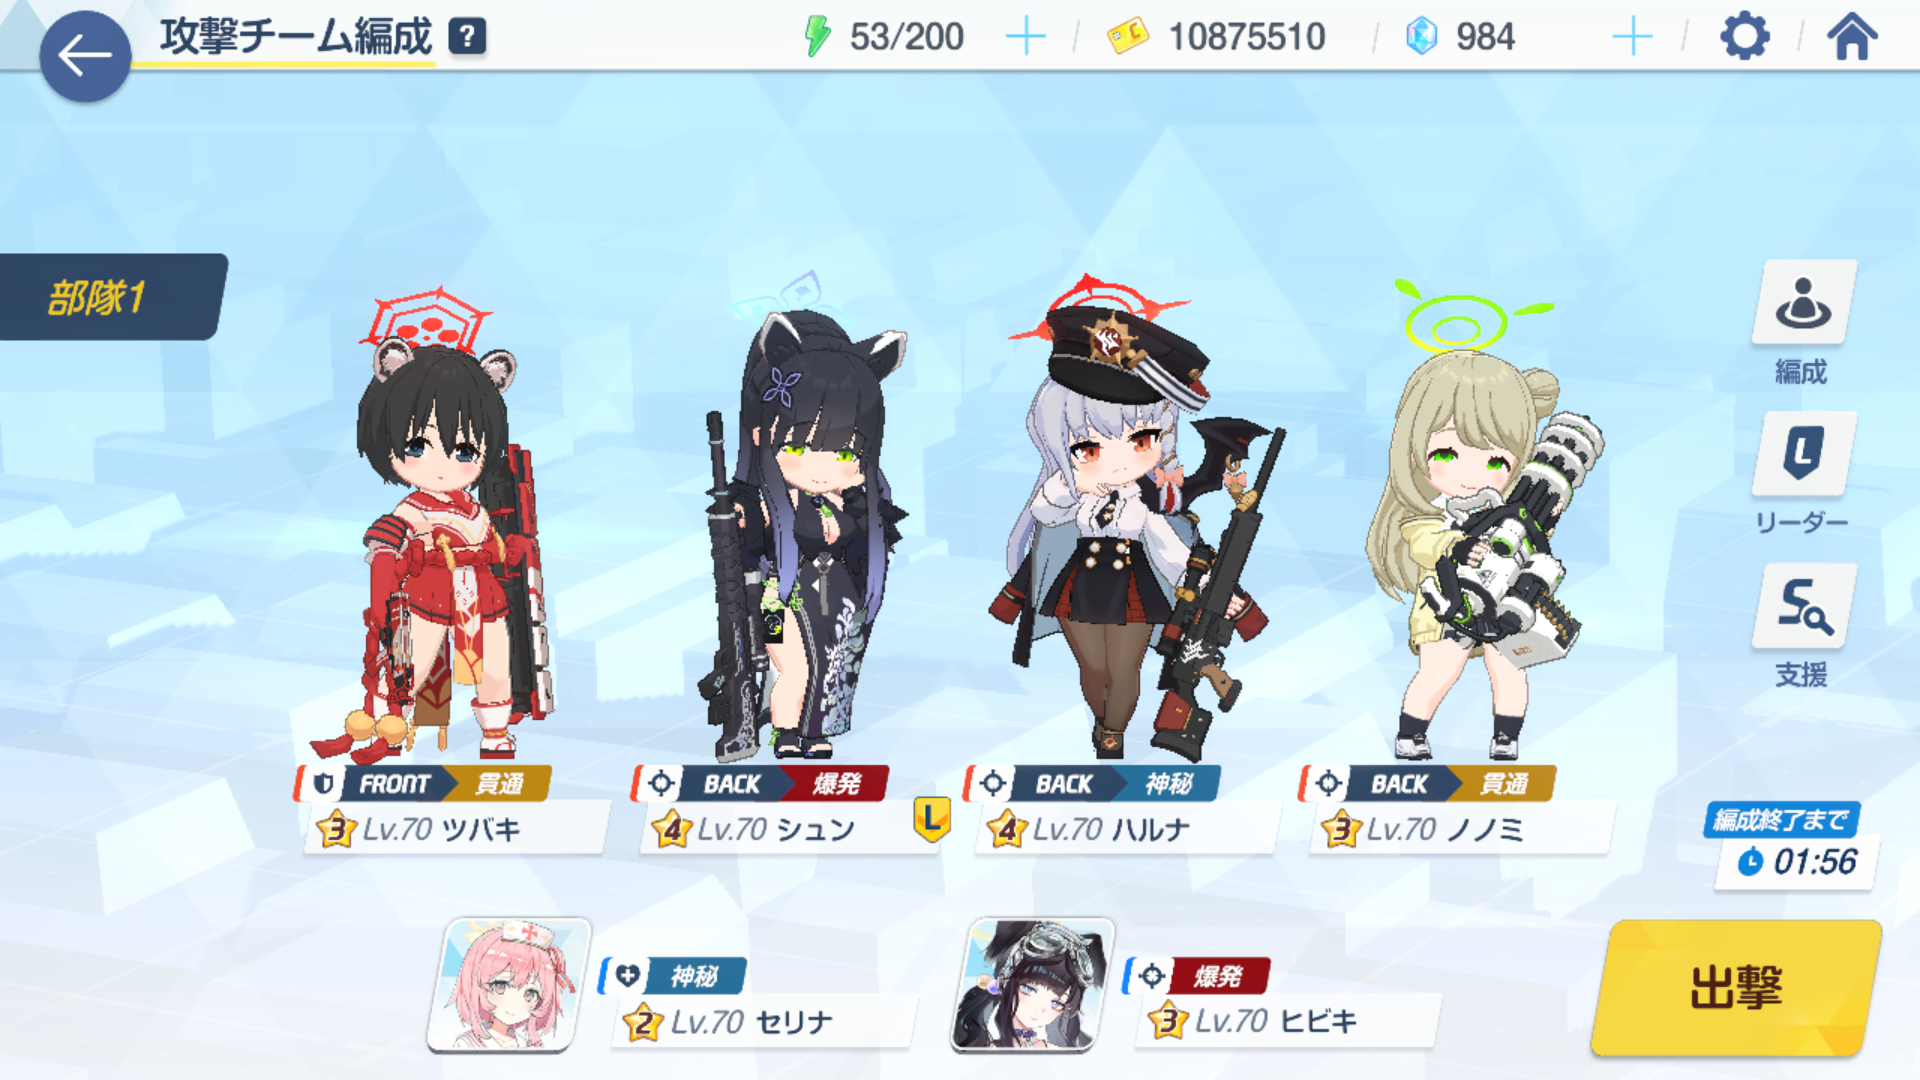 攻撃チーム編成 ?
53/200
10875510
984
部隊1
編成
L
リーダー
支援
FRONT 貫通
3 Lv.70 ツバキ
BACK 爆発
4 Lv.70 シュン
L
BACK 神秘
4 Lv.70 ハルナ
BACK 貫通
3 Lv.70 ノノミ
編成終了まで
01:56
神秘
2 Lv.70 セリナ
爆発
3 Lv.70 ヒビキ
出撃